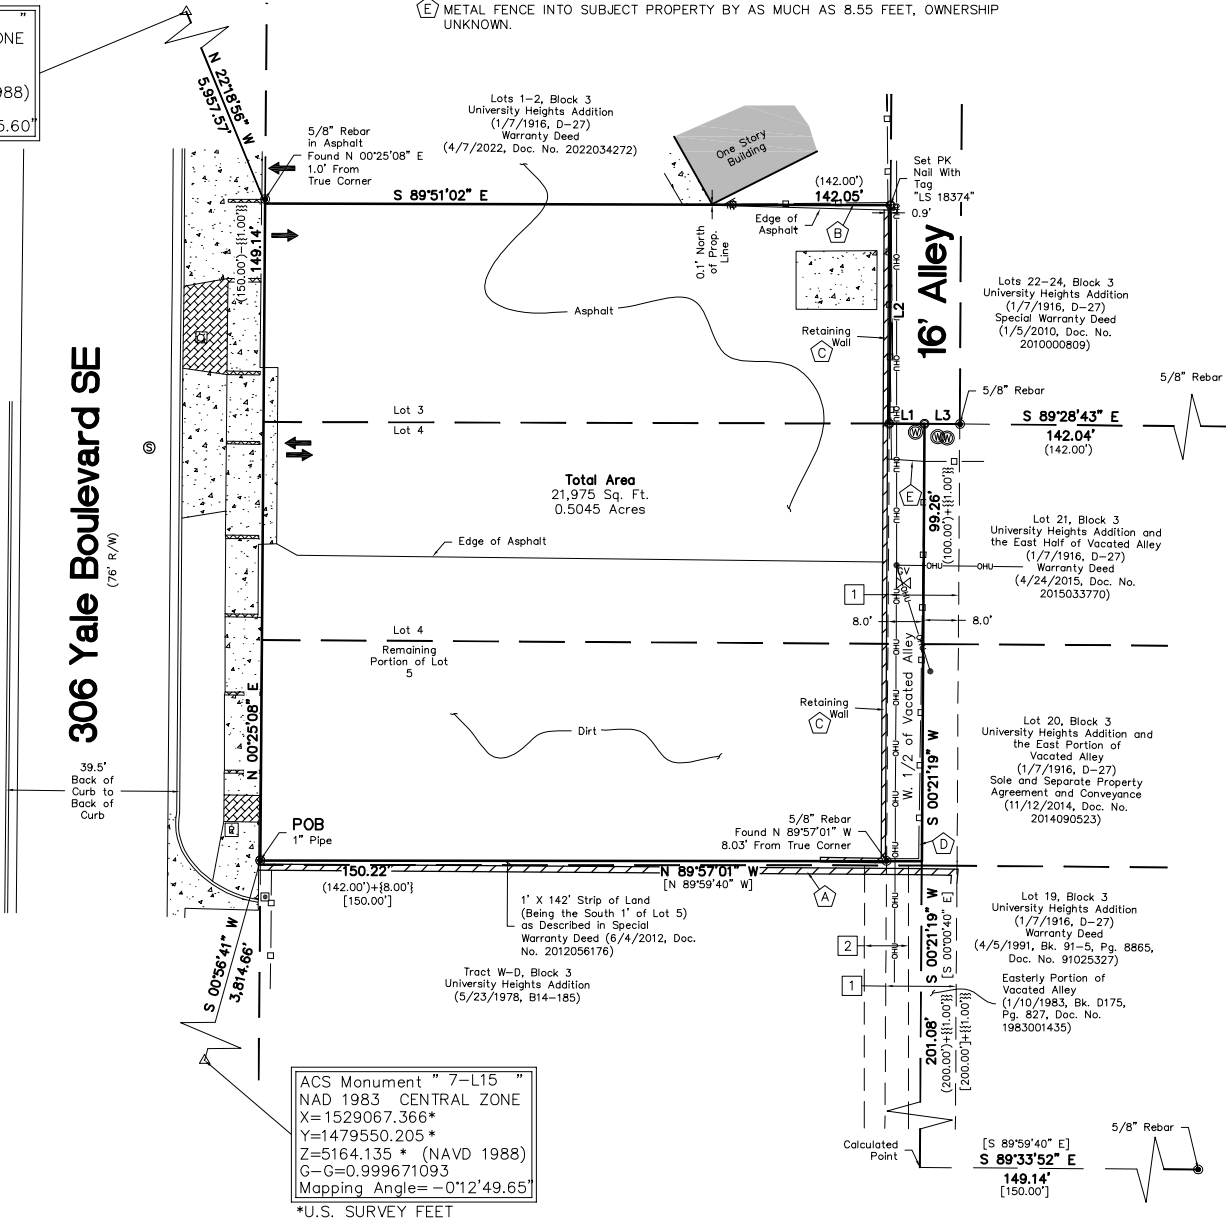 "
ONE
988)
5.60"
E METAL FENCE INTO SUBJECT PROPERTY BY AS MUCH AS 8.55 FEET, OWNERSHIP
UNKNOWN.
N 22°18'56" W
5,957.57'
5/8" Rebar
in Asphalt
Found N 00°25'08" E
1.0' From
True Corner
Lots 1-2, Block 3
University Heights Addition
(1/7/1916, D-27)
Warranty Deed
(4/7/2022, Doc. No. 2022034272)
One Story
Building
Set PK
Nail With
Tag
"LS 18374"
S 89°51'02" E
(142.00')
142.05'
0.9'
Edge of
Asphalt
B
0.1' North
of Prop.
Line
(150.00')-{{{1.00'}}}
149.14'
16' Alley
L2
OHU
OHU
OHU
Lots 22-24, Block 3
University Heights Addition
(1/7/1916, D-27)
Special Warranty Deed
(1/5/2010, Doc. No.
2010000809)
Asphalt
Retaining
Wall
C
306 Yale Boulevard SE
(76' R/W)
S
5/8" Rebar
5/8" Rebar
Lot 3
Lot 4
L1
L3
S 89°28'43" E
142.04'
(142.00')
W
W
W
Total Area
21,975 Sq. Ft.
0.5045 Acres
E
99.26'
(100.00')+{{{1.00'}}}
OHU
OHU
Lot 21, Block 3
University Heights Addition and
the East Half of Vacated Alley
(1/7/1916, D-27)
Warranty Deed
(4/24/2015, Doc. No.
2015033770)
Edge of Asphalt
OHU
OHU
GV
OHU
OHU
1
8.0'
8.0'
Lot 4
Remaining
Portion of Lot
5
OHU
W. 1/2 of Vacated Alley
Retaining
Wall
C
OHU
N 00°25'08" E
Dirt
S 00°21'19" W
Lot 20, Block 3
University Heights Addition and
the East Portion of
Vacated Alley
(1/7/1916, D-27)
Sole and Separate Property
Agreement and Conveyance
(11/12/2014, Doc. No.
2014090523)
39.5'
Back of
Curb to
Back of
Curb
OHU
POB
1" Pipe
5/8" Rebar
Found N 89°57'01" W
8.03' From True Corner
D
150.22'
(142.00')+{8.00'}
[150.00']
N 89°57'01" W
[N 89°59'40" W]
A
1' X 142' Strip of Land
(Being the South 1' of Lot 5)
as Described in Special
Warranty Deed (6/4/2012, Doc.
No. 2012056176)
Tract W-D, Block 3
University Heights Addition
(5/23/1978, B14-185)
S 00°56'41" W
3,814.66'
2
OHU
1
S 00°21'19" W
[S 00°00'40" E]
201.08'
(200.00')+{{{1.00'}}}
[200.00']+{{{1.00'}}}
Lot 19, Block 3
University Heights Addition
(1/7/1916, D-27)
Warranty Deed
(4/5/1991, Bk. 91-5, Pg. 8865,
Doc. No. 91025327)
Easterly Portion of
Vacated Alley
(1/10/1983, Bk. D175,
Pg. 827, Doc. No.
1983001435)
ACS Monument " 7-L15 "
NAD 1983 CENTRAL ZONE
X=1529067.366*
Y=1479550.205 *
Z=5164.135 * (NAVD 1988)
G-G=0.999671093
Mapping Angle= -0°12'49.65"
*U.S. SURVEY FEET
Calculated
Point
[S 89°59'40" E]
S 89°33'52" E
149.14'
[150.00']
5/8" Rebar